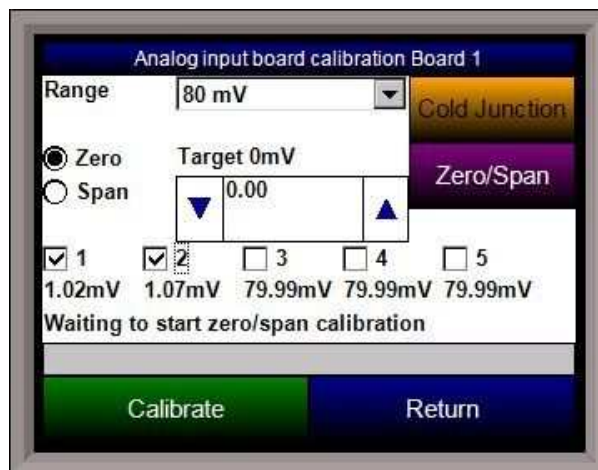 Analog input board calibration Board 1
Range 80 mV Cold Junction
Zero Target 0mV Zero/Span
Span 0.00
1 2 3 4 5
1.02mV 1.07mV 79.99mV 79.99mV 79.99mV
Waiting to start zero/span calibration
Calibrate Return